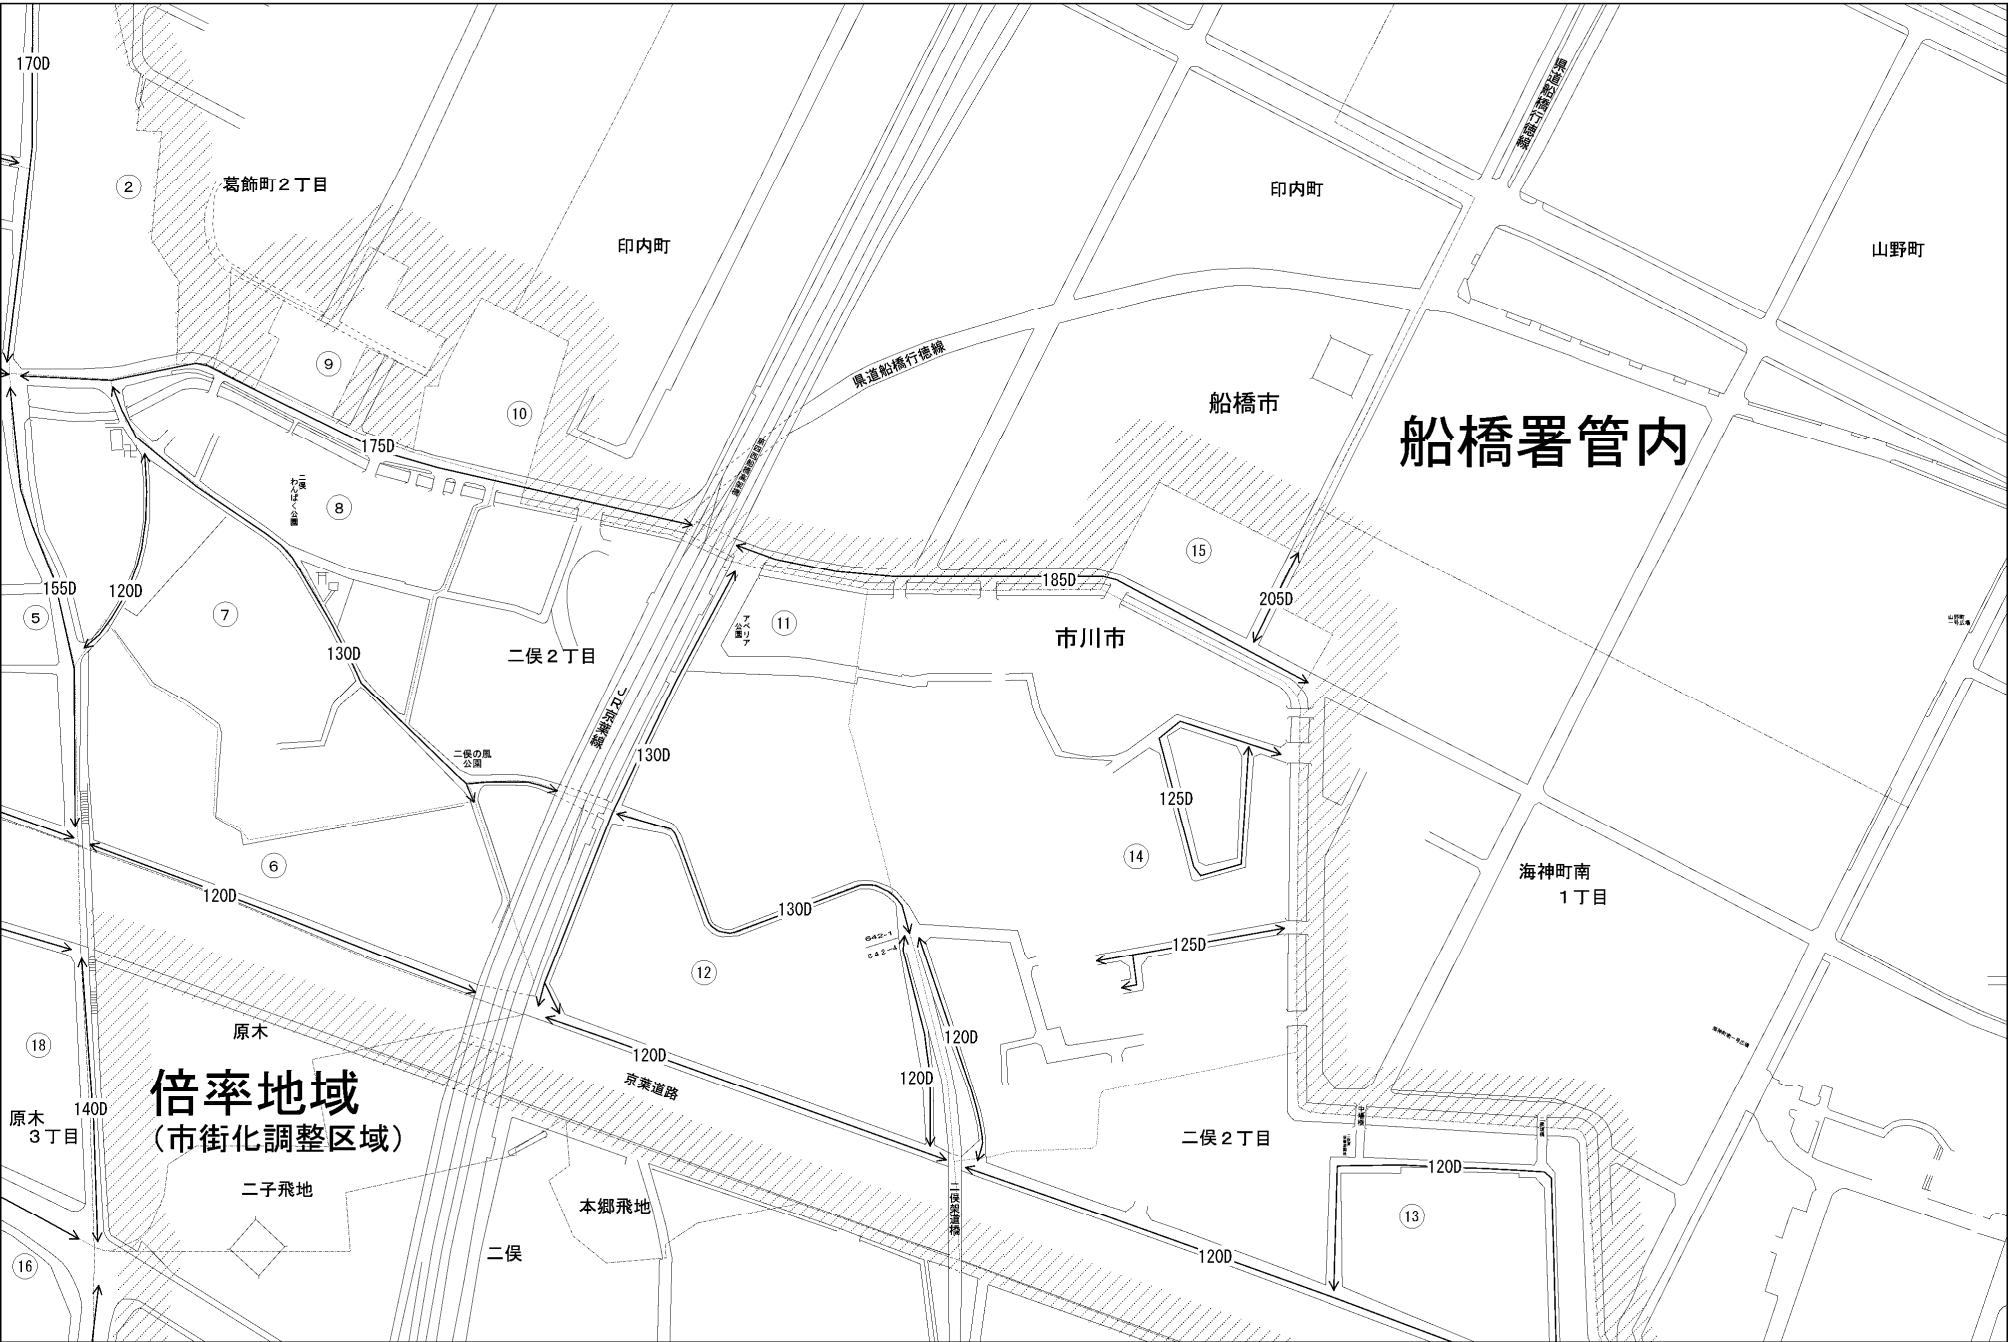 170D
県道船橋行徳線
②
葛飾町2丁目
印内町
印内町
山野町
⑨
県道船橋行徳線
船橋市
船橋署管内
⑩
175D
二俣
わんぱく公園
⑧
⑮
185D
155D
120D
205D
⑤
⑦
アベリア
公園
⑪
市川市
130D
二俣2丁目
JR京葉線
二俣の風
公園
130D
125D
⑭
⑥
海神町南
1丁目
120D
130D
642-1
642-4
125D
⑫
原木
⑱
120D
120D
120D
京葉道路
倍率地域
(市街化調整区域)
140D
原木
3丁目
二俣2丁目
120D
二子飛地
本郷飛地
二俣架道橋
⑬
二俣
120D
⑯